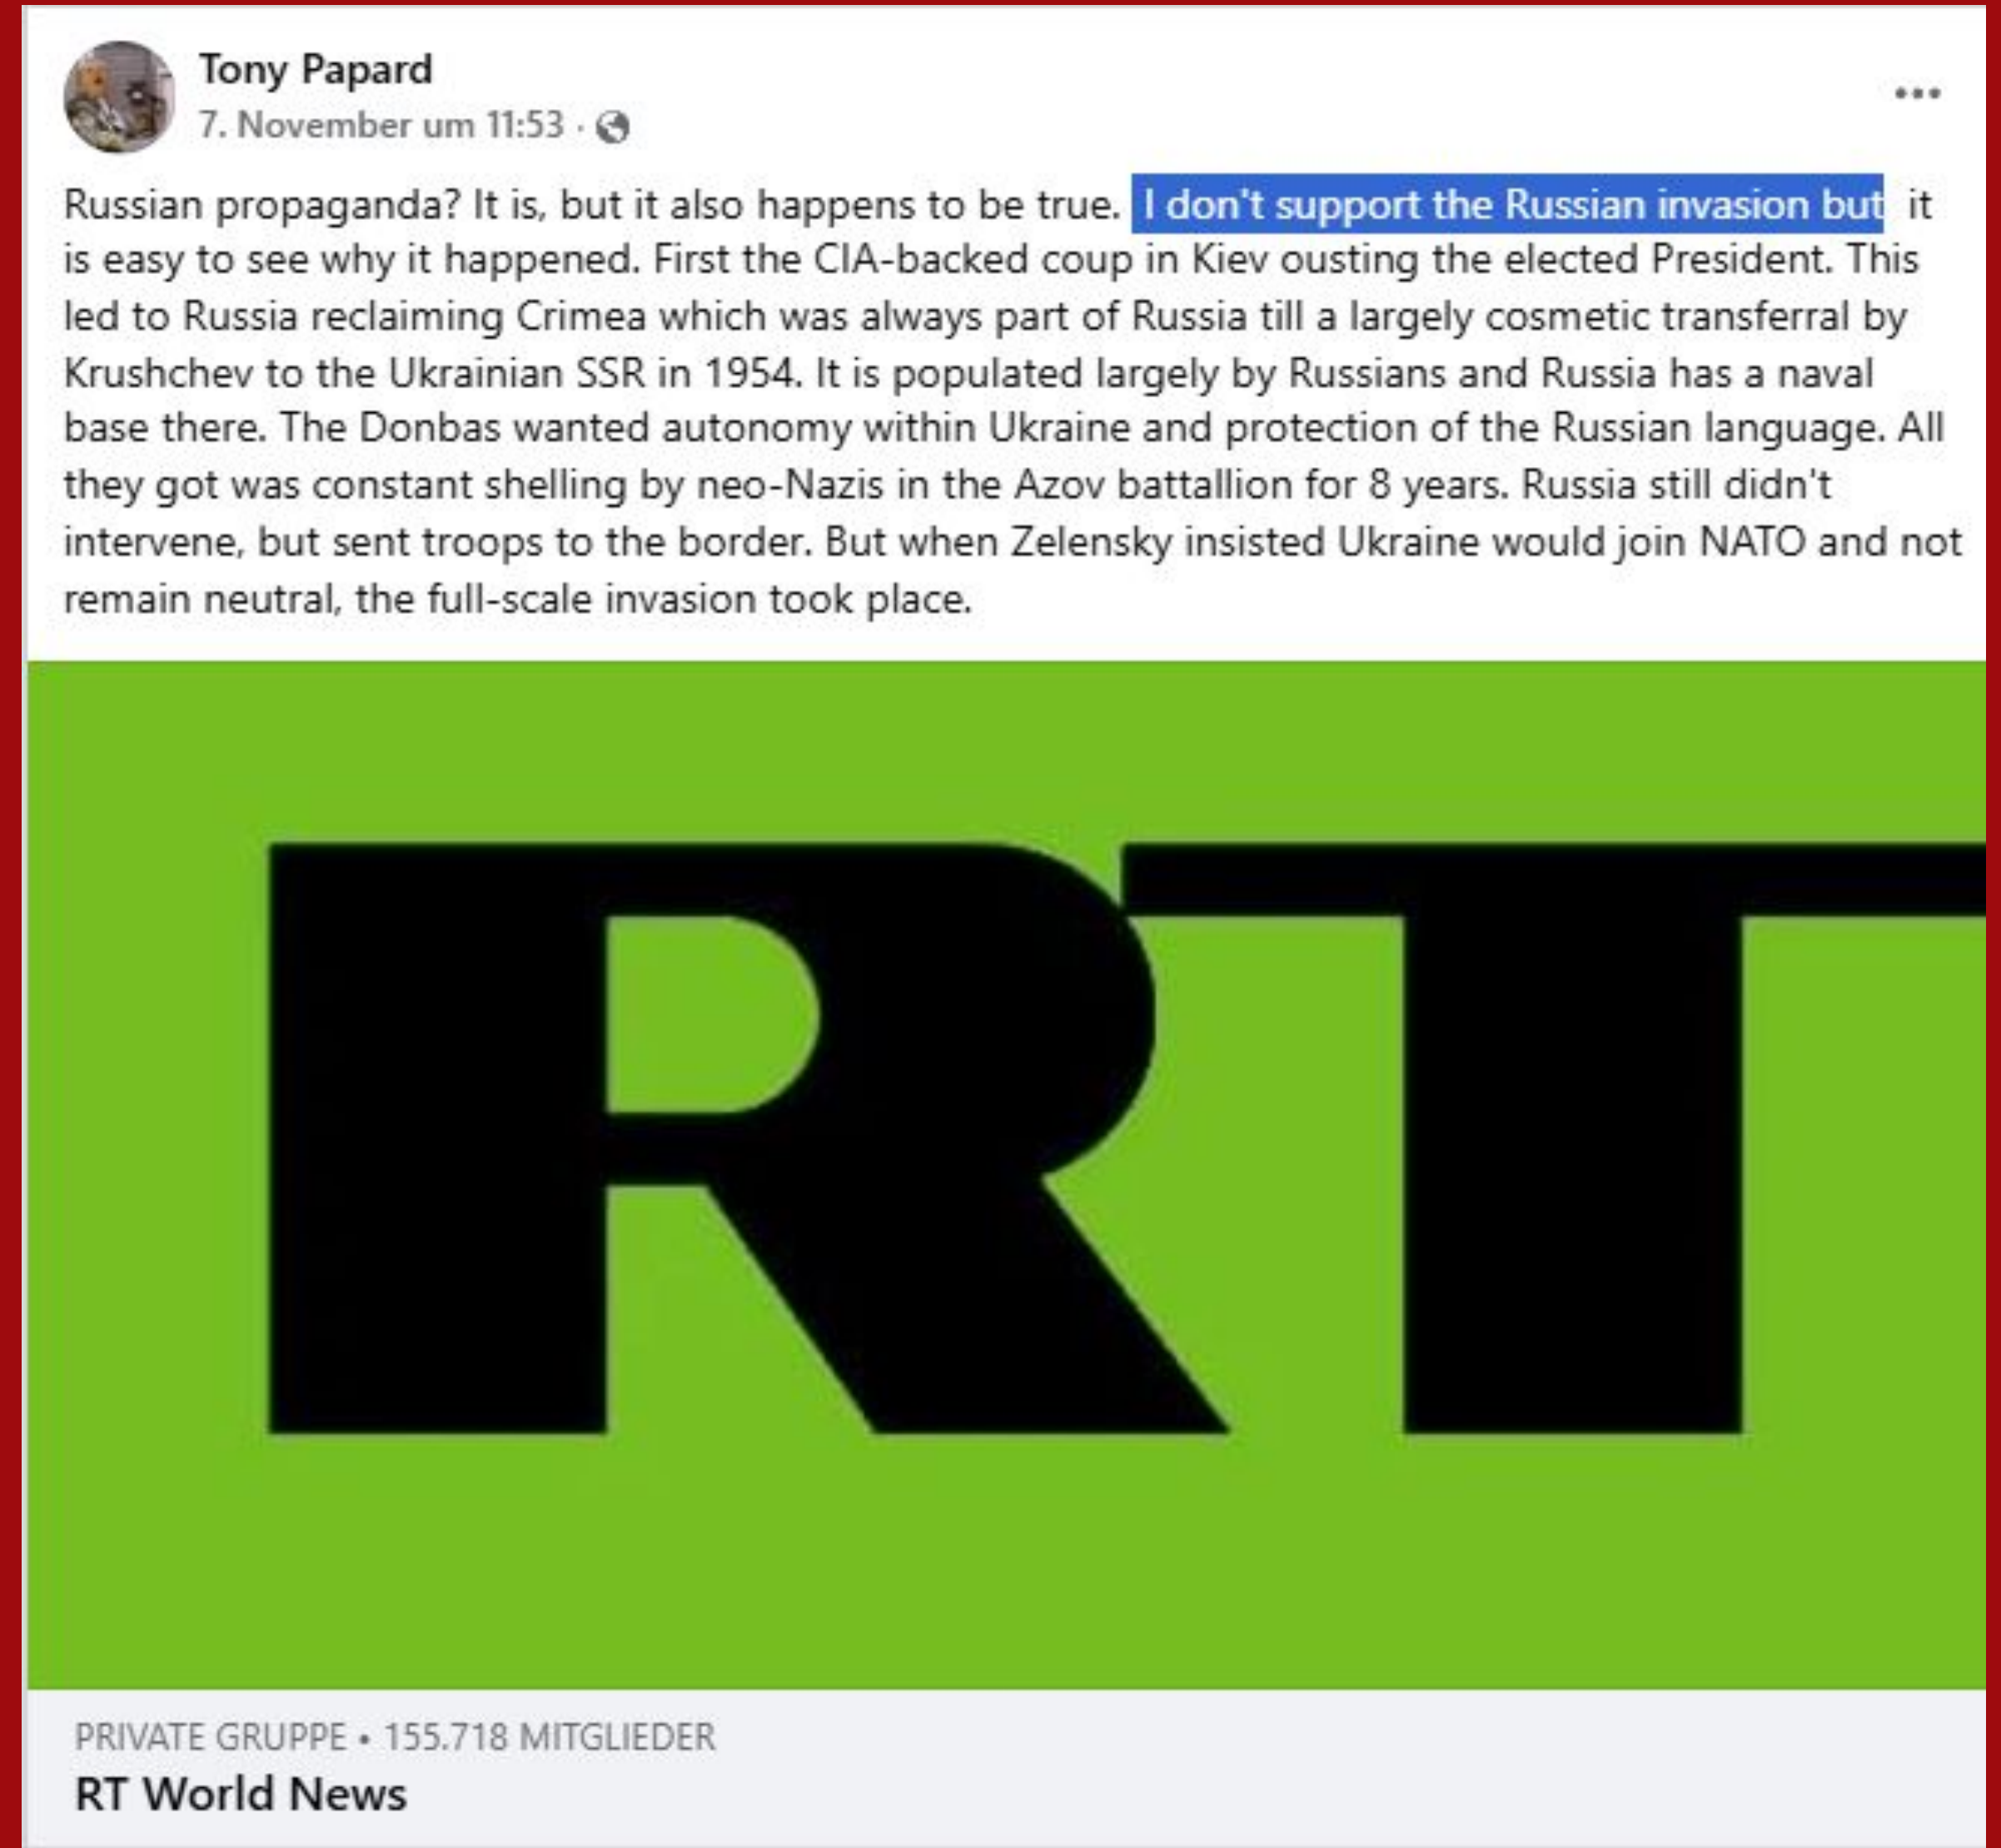 Tony Papard
7. November um 11:53 ·
Russian propaganda? It is, but it also happens to be true. I don't support the Russian invasion but it
is easy to see why it happened. First the CIA-backed coup in Kiev ousting the elected President. This
led to Russia reclaiming Crimea which was always part of Russia till a largely cosmetic transferral by
Krushchev to the Ukrainian SSR in 1954. It is populated largely by Russians and Russia has a naval
base there. The Donbas wanted autonomy within Ukraine and protection of the Russian language. All
they got was constant shelling by neo-Nazis in the Azov battallion for 8 years. Russia still didn't
intervene, but sent troops to the border. But when Zelensky insisted Ukraine would join NATO and not
remain neutral, the full-scale invasion took place.
RT
PRIVATE GRUPPE • 155.718 MITGLIEDER
RT World News